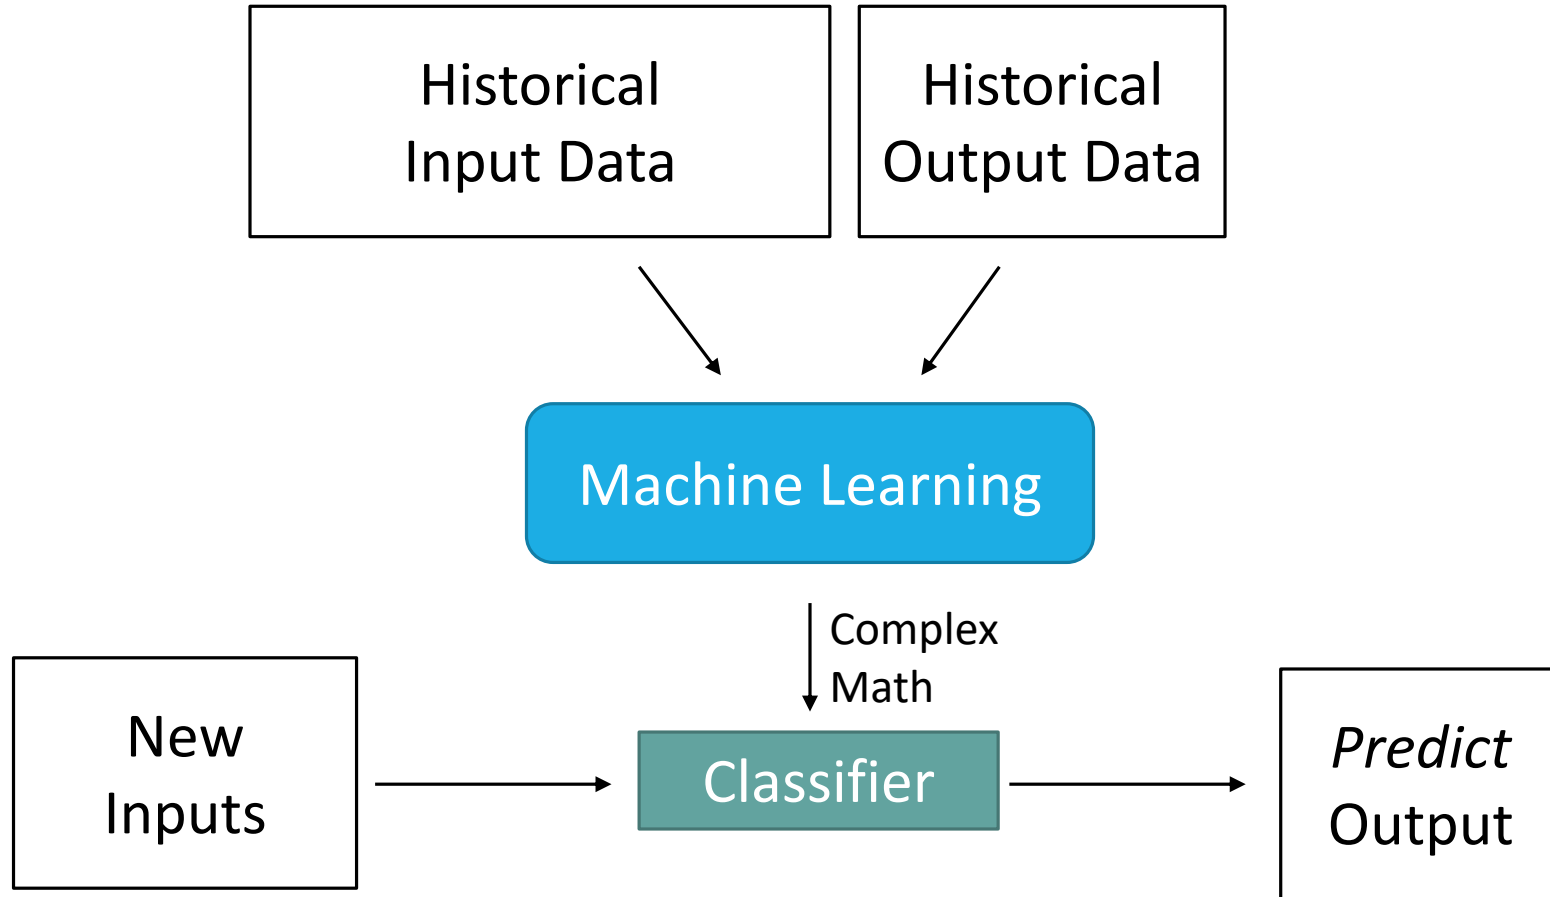 Historical
Input Data
Historical
Output Data
Machine Learning
Complex
Math
New
Inputs
Classifier
Predict
Output